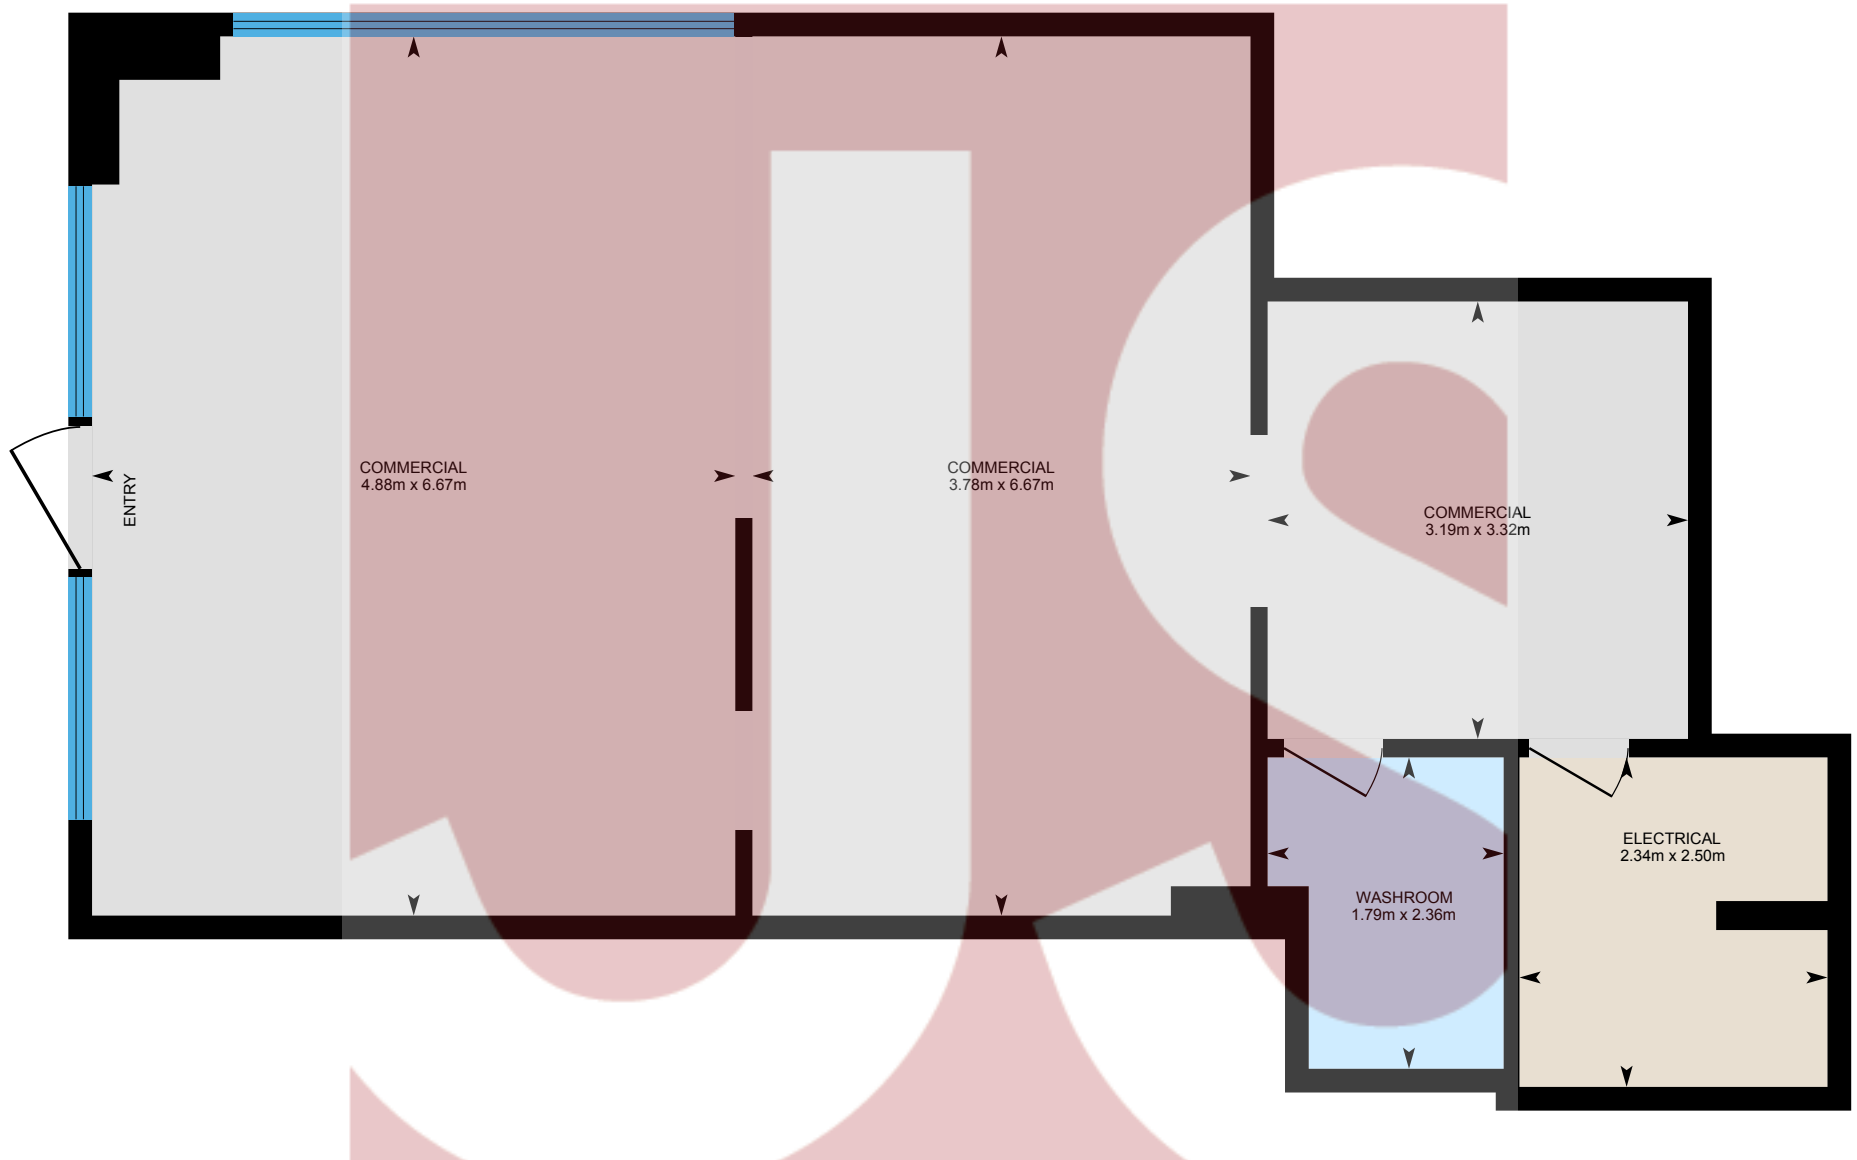 COMMERCIAL
4.88m x 6.67m
COMMERCIAL
3.78m x 6.67m
ENTRY
COMMERCIAL
3.19m x 3.32m
ELECTRICAL
2.34m x 2.50m
WASHROOM
1.79m x 2.36m